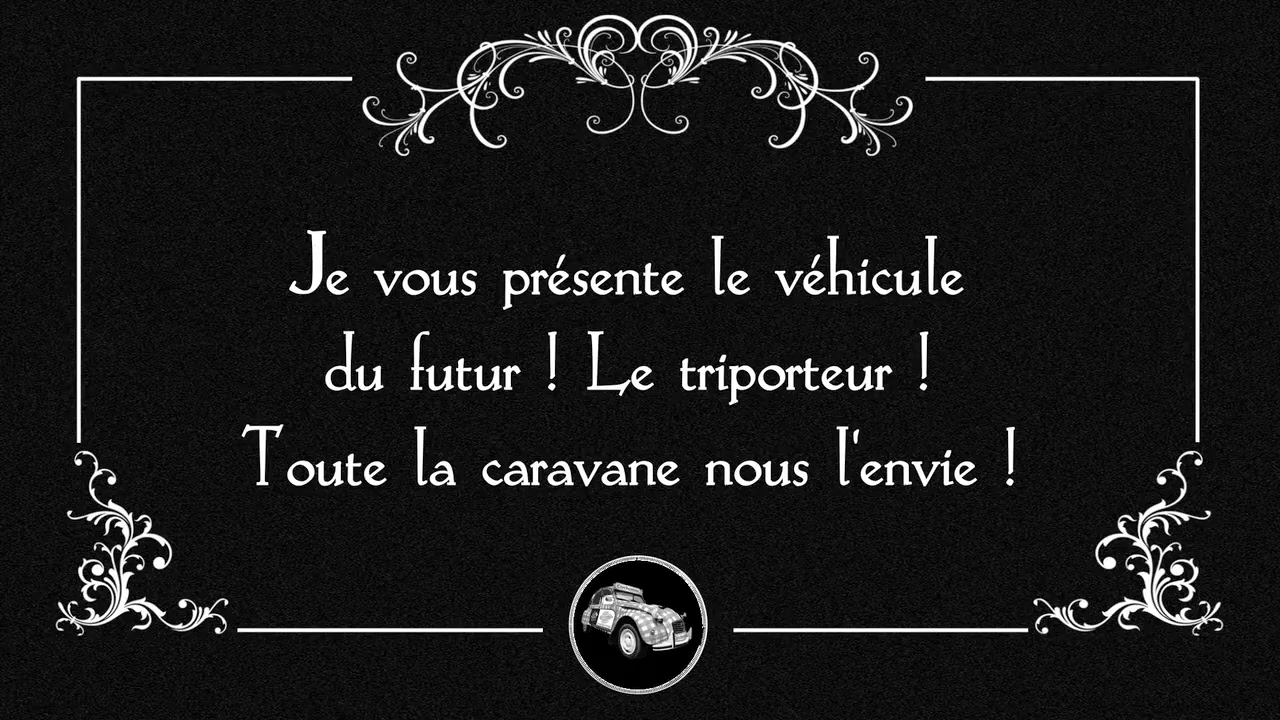 Je vous présente le véhicule
du futur ! Le triporteur !
Toute la caravane nous l'envie !